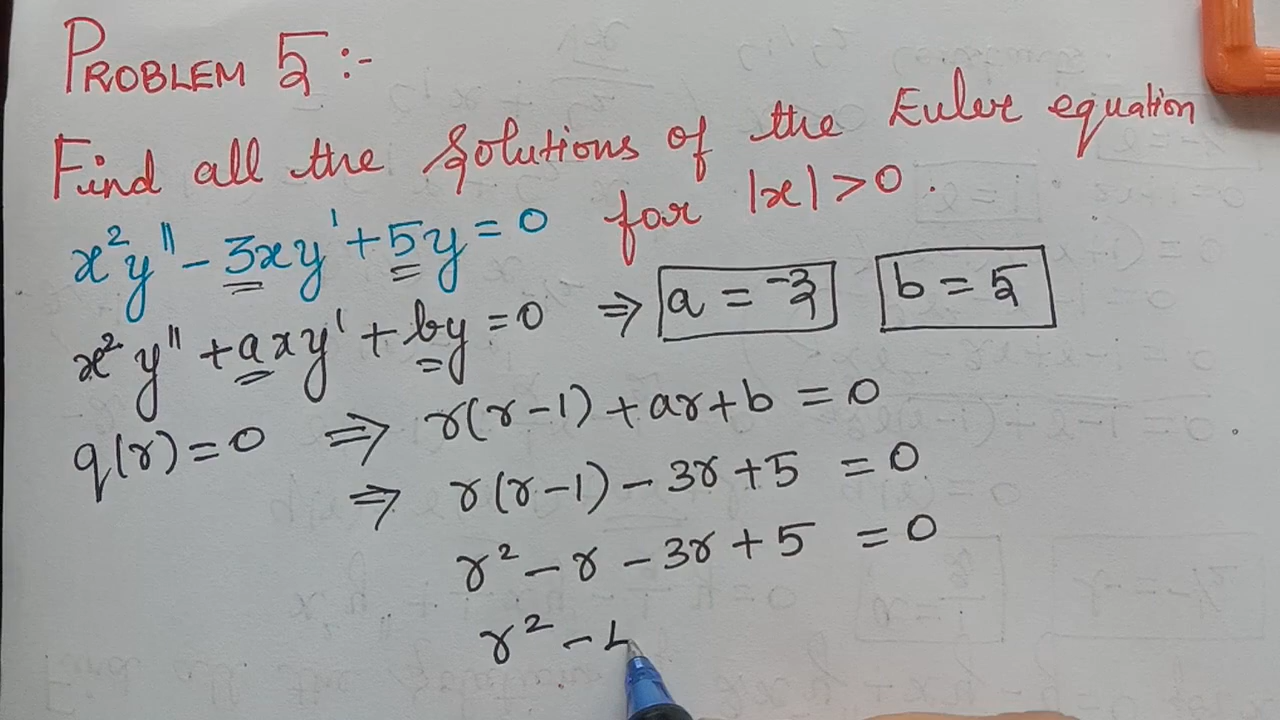 PROBLEM 5:-
Find all the solutions of the Euler equation
x²y'' - 3xy' + 5y = 0 for |x| > 0.
x²y'' + axy' + by = 0 ⇒ a = -3 b = 5
q(r) = 0 ⇒ r(r-1) + ar + b = 0
⇒ r(r-1) - 3r + 5 = 0
r² - r - 3r + 5 = 0
r² - 4